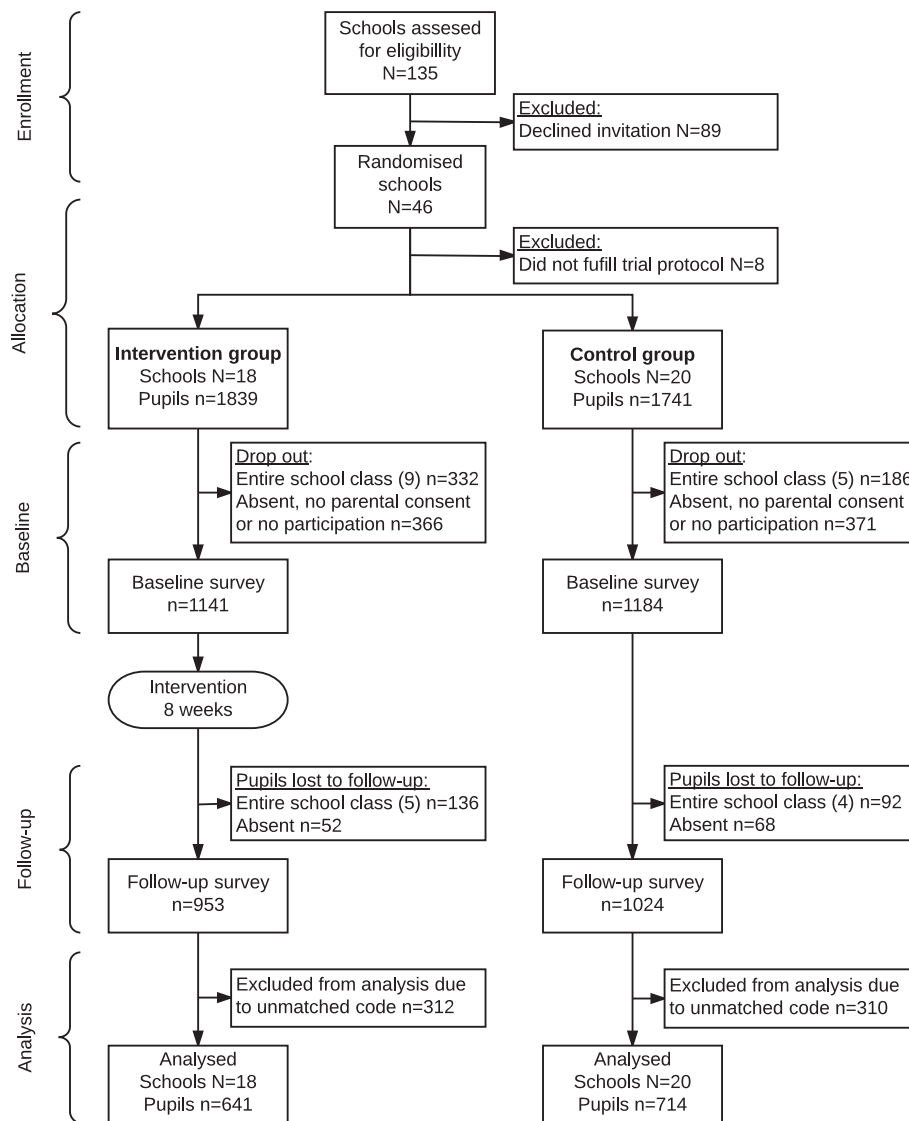 Enrollment
Schools assesed
for eligibillity
N=135
Excluded:
Declined invitation N=89
Randomised
schools
N=46
Allocation
Excluded:
Did not fufill trial protocol N=8
Intervention group
Schools N=18
Pupils n=1839
Control group
Schools N=20
Pupils n=1741
Baseline
Drop out:
Entire school class (9) n=332
Absent, no parental consent
or no participation n=366
Drop out:
Entire school class (5) n=186
Absent, no parental consent
or no participation n=371
Baseline survey
n=1141
Baseline survey
n=1184
Intervention
8 weeks
Follow-up
Pupils lost to follow-up:
Entire school class (5) n=136
Absent n=52
Pupils lost to follow-up:
Entire school class (4) n=92
Absent n=68
Follow-up survey
n=953
Follow-up survey
n=1024
Analysis
Excluded from analysis due
to unmatched code n=312
Excluded from analysis due
to unmatched code n=310
Analysed
Schools N=18
Pupils n=641
Analysed
Schools N=20
Pupils n=714